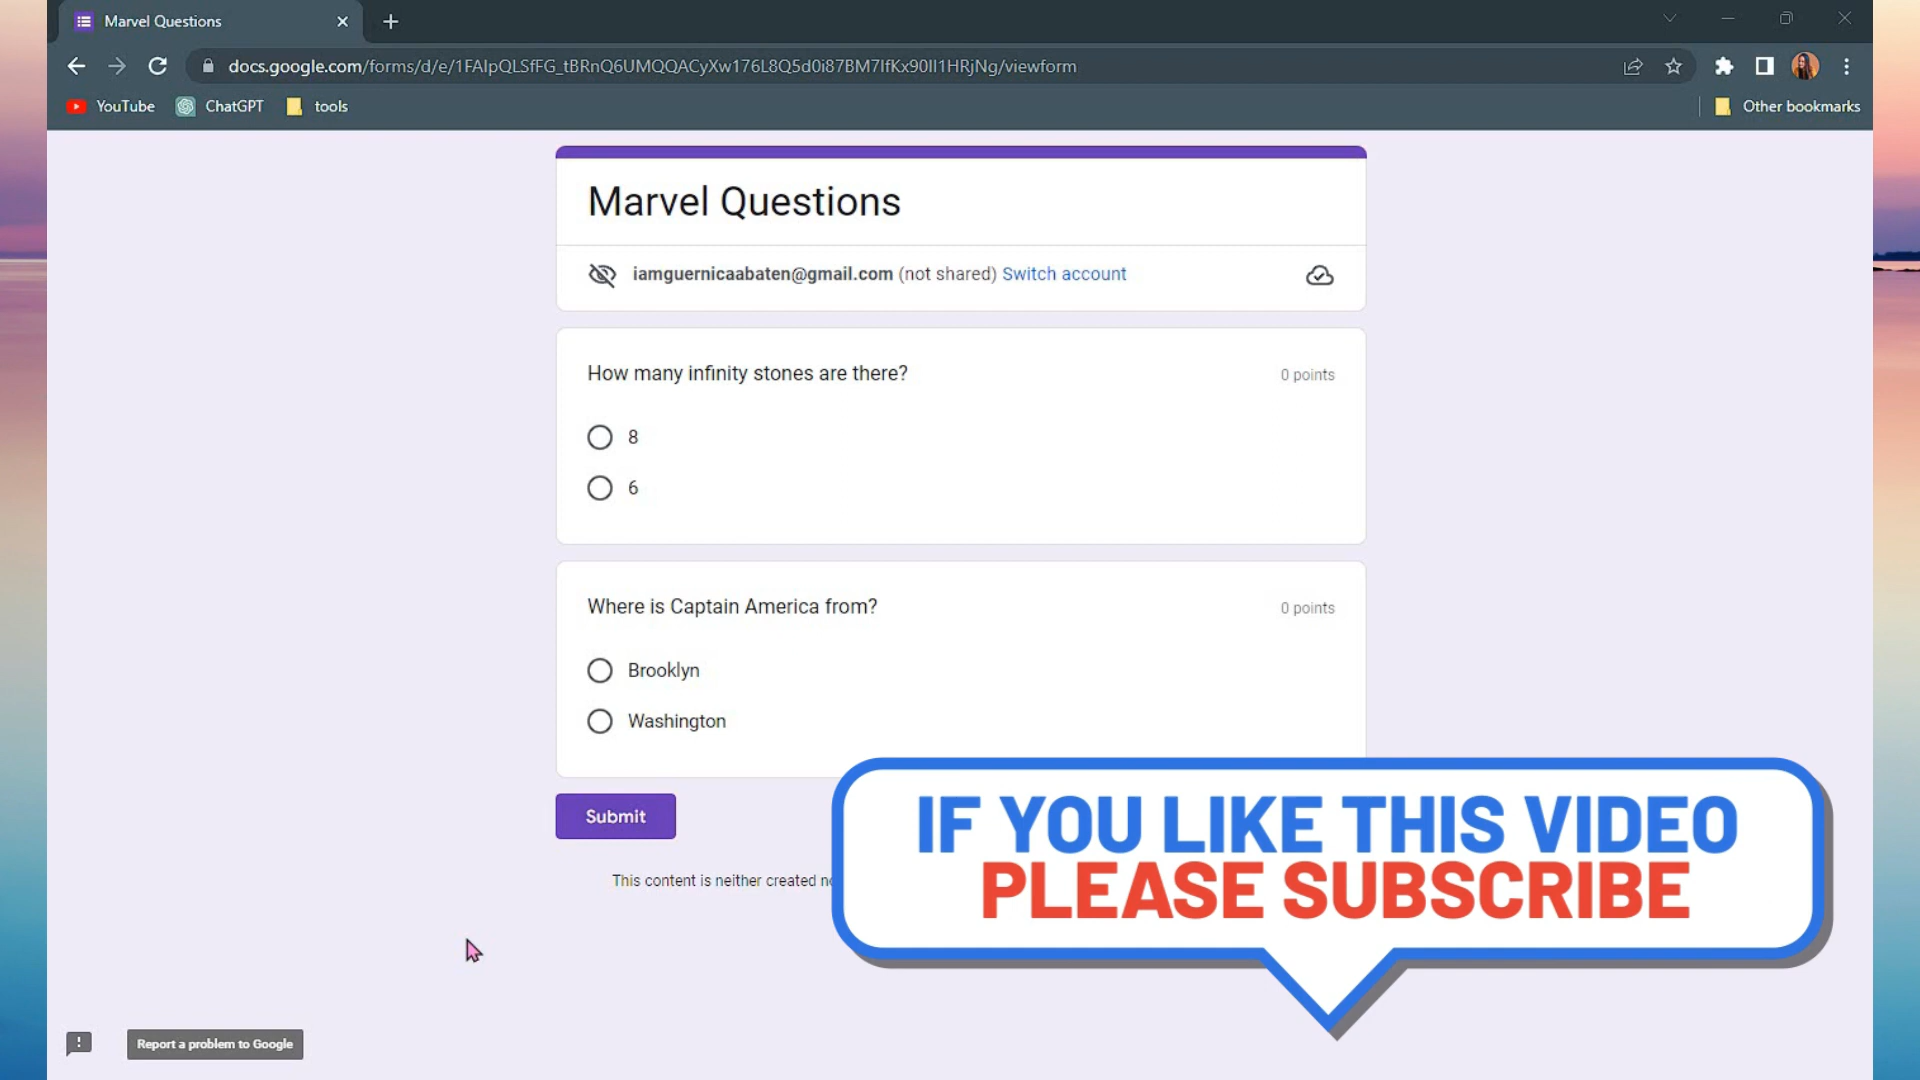 Marvel Questions
docs.google.com/forms/d/e/1FAIpQLSfFG_tBRnQ6UMQQACyXw176L8Q5d0i87BM7IfKx90Il1HRjNg/viewform
YouTube ChatGPT tools Other bookmarks
Marvel Questions
iamguernicaabaten@gmail.com (not shared) Switch account
How many infinity stones are there? 0 points
8
6
Where is Captain America from? 0 points
Brooklyn
Washington
Submit
This content is neither created
IF YOU LIKE THIS VIDEO
PLEASE SUBSCRIBE
Report a problem to Google